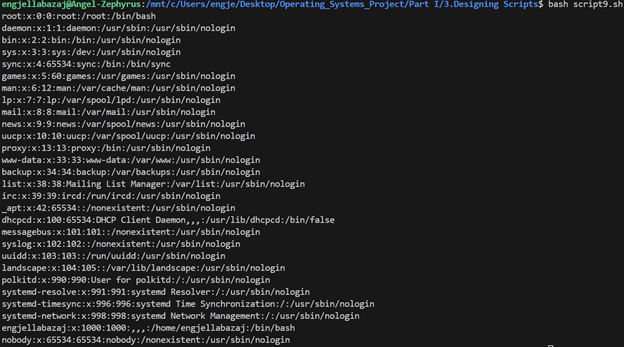 engjellabazaj@Angel-Zephyrus:/mnt/c/Users/engje/Desktop/Operating_Systems_Project/Part I/3.Designing Scripts$ bash script9.sh
root:x:0:0:root:/root:/bin/bash
daemon:x:1:1:daemon:/usr/sbin:/usr/sbin/nologin
bin:x:2:2:bin:/bin:/usr/sbin/nologin
sys:x:3:3:sys:/dev:/usr/sbin/nologin
sync:x:4:65534:sync:/bin:/bin/sync
games:x:5:60:games:/usr/games:/usr/sbin/nologin
man:x:6:12:man:/var/cache/man:/usr/sbin/nologin
lp:x:7:7:lp:/var/spool/lpd:/usr/sbin/nologin
mail:x:8:8:mail:/var/mail:/usr/sbin/nologin
news:x:9:9:news:/var/spool/news:/usr/sbin/nologin
uucp:x:10:10:uucp:/var/spool/uucp:/usr/sbin/nologin
proxy:x:13:13:proxy:/bin:/usr/sbin/nologin
www-data:x:33:33:www-data:/var/www:/usr/sbin/nologin
backup:x:34:34:backup:/var/backups:/usr/sbin/nologin
list:x:38:38:Mailing List Manager:/var/list:/usr/sbin/nologin
irc:x:39:39:ircd:/run/ircd:/usr/sbin/nologin
_apt:x:42:65534::/nonexistent:/usr/sbin/nologin
dhcpcd:x:100:65534:DHCP Client Daemon,,,:/usr/lib/dhcpcd:/bin/false
messagebus:x:101:101::/nonexistent:/usr/sbin/nologin
syslog:x:102:102::/nonexistent:/usr/sbin/nologin
uuidd:x:103:103::/run/uuidd:/usr/sbin/nologin
landscape:x:104:105::/var/lib/landscape:/usr/sbin/nologin
polkitd:x:990:990:User for polkitd:/:/usr/sbin/nologin
systemd-resolve:x:991:991:systemd Resolver:/:/usr/sbin/nologin
systemd-timesync:x:996:996:systemd Time Synchronization:/:/usr/sbin/nologin
systemd-network:x:998:998:systemd Network Management:/:/usr/sbin/nologin
engjellabazaj:x:1000:1000:,,,:/home/engjellabazaj:/bin/bash
nobody:x:65534:65534:nobody:/nonexistent:/usr/sbin/nologin